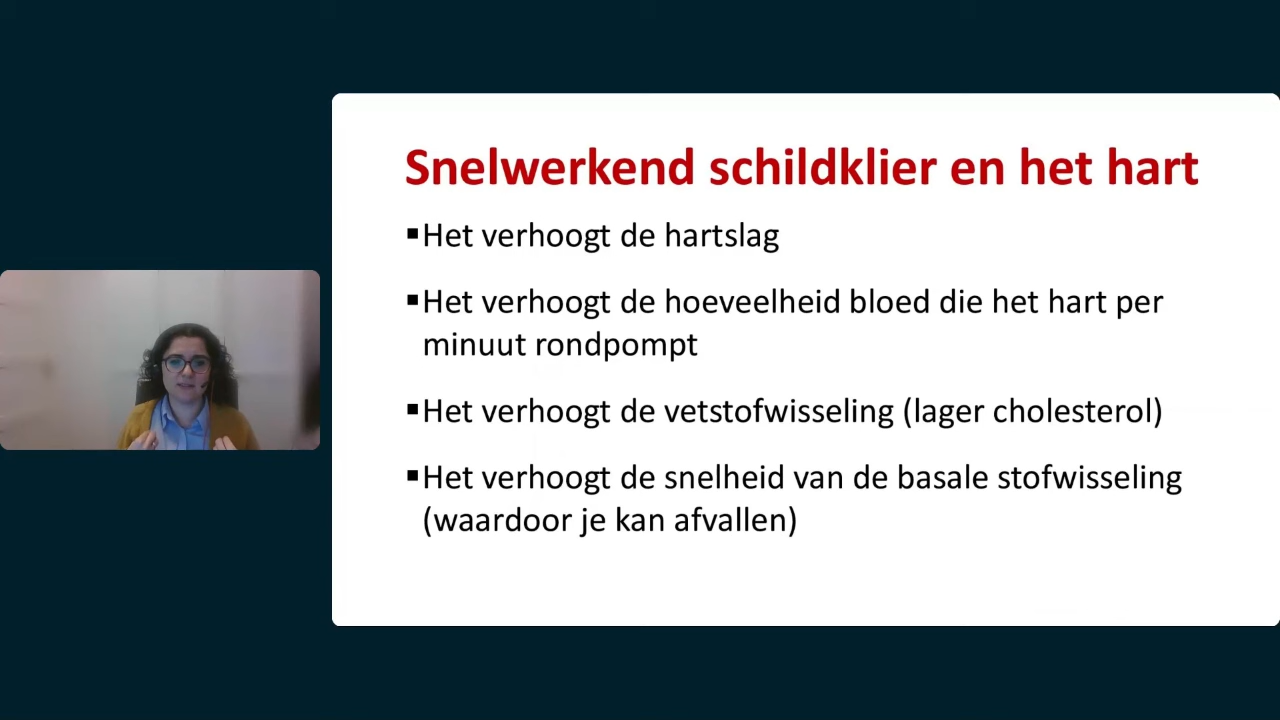 Snelwerkend schildklier en het hart
▪Het verhoogt de hartslag
▪Het verhoogt de hoeveelheid bloed die het hart per
minuut rondpompt
▪Het verhoogt de vetstofwisseling (lager cholesterol)
▪Het verhoogt de snelheid van de basale stofwisseling
(waardoor je kan afvallen)